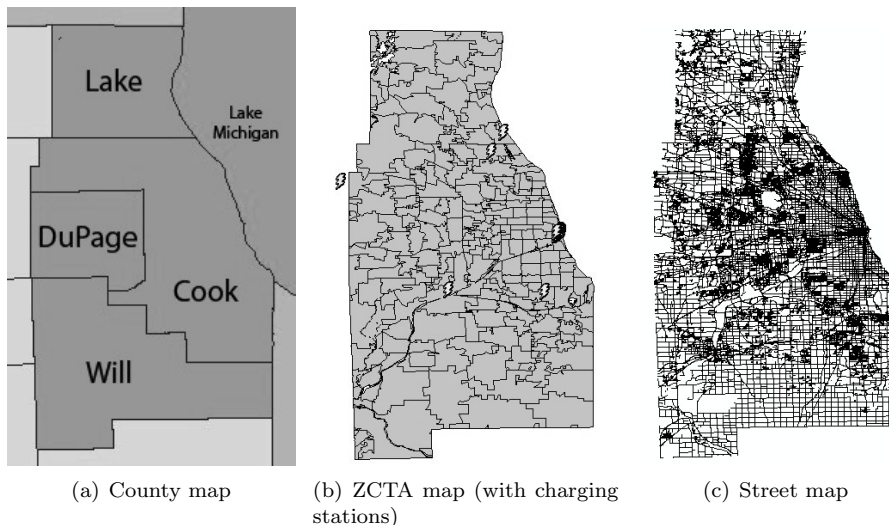 Lake
Lake
Michigan
DuPage
Cook
Will
(a) County map
(b) ZCTA map (with charging
stations)
(c) Street map